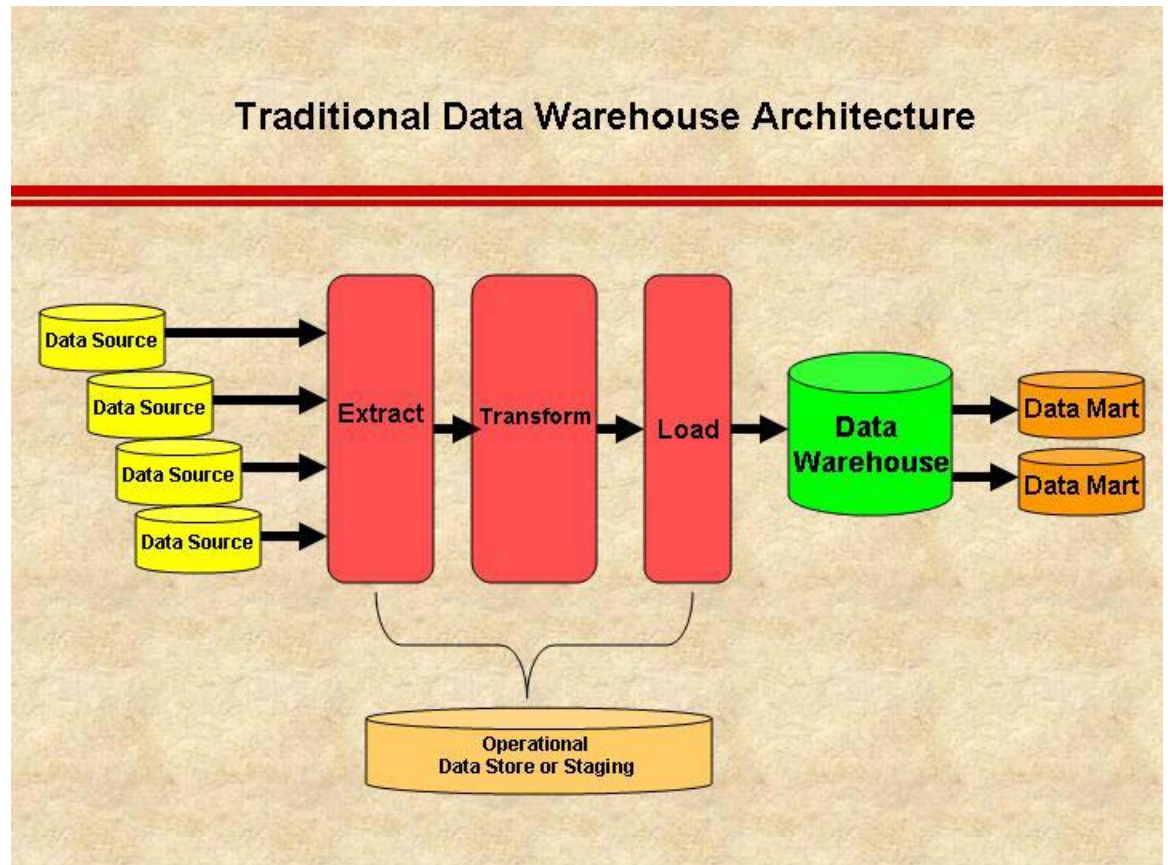 Traditional Data Warehouse Architecture
Data Source
Data Source
Data Source
Data Source
Extract
Transform
Load
Data
Warehouse
Data Mart
Data Mart
Operational
Data Store or Staging